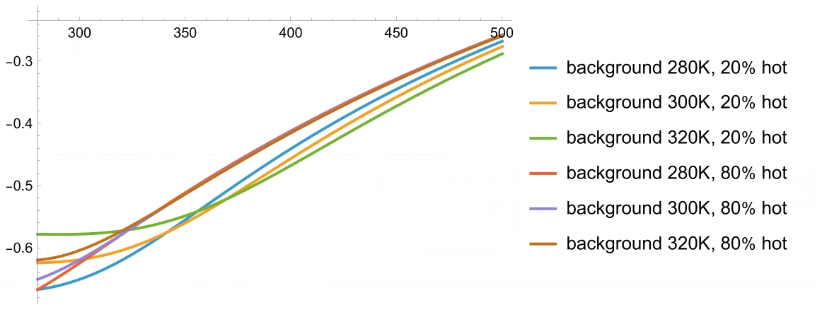 300 350 400 450 500
−0.3
−0.4
−0.5
−0.6
background 280K, 20% hot
background 300K, 20% hot
background 320K, 20% hot
background 280K, 80% hot
background 300K, 80% hot
background 320K, 80% hot